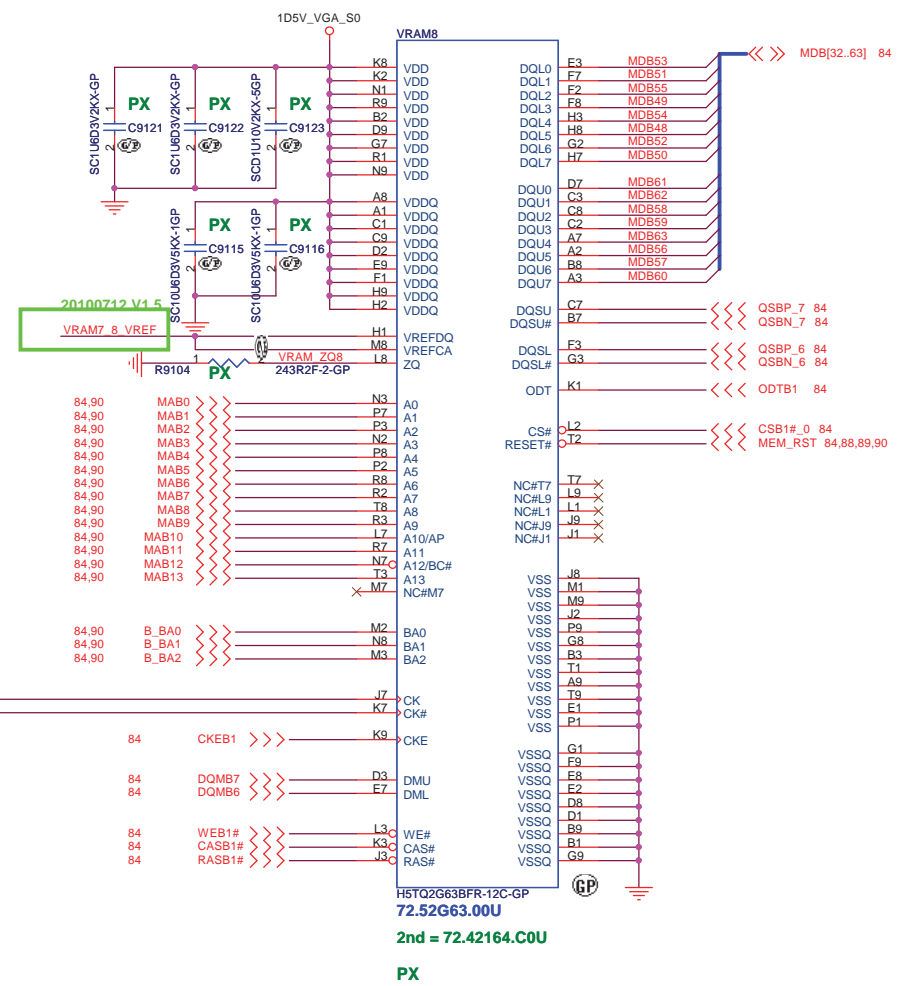 1D5V_VGA_S0
VRAM8
K8 VDD DQL0 E3 MDB53 MDB[32..63] 84
K2 VDD DQL1 F7 MDB51
N1 VDD DQL2 F2 MDB55
R9 VDD DQL3 F8 MDB49
B2 VDD DQL4 H3 MDB54
D9 VDD DQL5 H8 MDB48
G7 VDD DQL6 G2 MDB52
R1 VDD DQL7 H7 MDB50
N9 VDD
SC1U6D3V2KX-GP 1 PX C9121 2 G/P
SC1U6D3V2KX-GP 1 PX C9122 2 G/P
SCD1U10V2KX-5GP 1 PX C9123 2 G/P
DQU0 D7 MDB61
A8 VDDQ DQU1 C3 MDB62
A1 VDDQ DQU2 C8 MDB58
C1 VDDQ DQU3 C2 MDB59
C9 VDDQ DQU4 A7 MDB63
D2 VDDQ DQU5 A2 MDB56
E9 VDDQ DQU6 B8 MDB57
F1 VDDQ DQU7 A3 MDB60
H9 VDDQ
H2 VDDQ
SC10U6D3V5KX-1GP 1 PX C9115 2 G/P
SC10U6D3V5KX-1GP 1 PX C9116 2 G/P
DQSU C7 QSBP_7 84
DQSU# B7 QSBN_7 84
20100712 V1.5
VRAM7_8_VREF
H1 VREFDQ
M8 VREFCA DQSL F3 QSBP_6 84
1 2 VRAM_ZQ8 L8 ZQ DQSL# G3 QSBN_6 84
R9104 PX 243R2F-2-GP
ODT K1 ODTB1 84
84,90 MAB0 N3 A0
84,90 MAB1 P7 A1
84,90 MAB2 P3 A2 CS# L2 CSB1#_0 84
84,90 MAB3 N2 A3 RESET# T2 MEM_RST 84,88,89,90
84,90 MAB4 P8 A4
84,90 MAB5 P2 A5
84,90 MAB6 R8 A6 NC#T7 T7
84,90 MAB7 R2 A7 NC#L9 L9
84,90 MAB8 T8 A8 NC#L1 L1
84,90 MAB9 R3 A9 NC#J9 J9
84,90 MAB10 L7 A10/AP NC#J1 J1
84,90 MAB11 R7 A11
84,90 MAB12 N7 A12/BC#
84,90 MAB13 T3 A13 VSS J8
M7 NC#M7 VSS M1
VSS M9
VSS J2
84,90 B_BA0 M2 BA0 VSS P9
84,90 B_BA1 N8 BA1 VSS G8
84,90 B_BA2 M3 BA2 VSS B3
VSS T1
VSS A9
J7 CK VSS T9
K7 CK# VSS E1
VSS P1
84 CKEB1 K9 CKE
VSSQ G1
VSSQ F9
84 DQMB7 D3 DMU VSSQ E8
84 DQMB6 E7 DML VSSQ E2
VSSQ D8
VSSQ D1
84 WEB1# L3 WE# VSSQ B9
84 CASB1# K3 CAS# VSSQ B1
84 RASB1# J3 RAS# VSSQ G9
GP
H5TQ2G63BFR-12C-GP
72.52G63.00U
2nd = 72.42164.C0U
PX